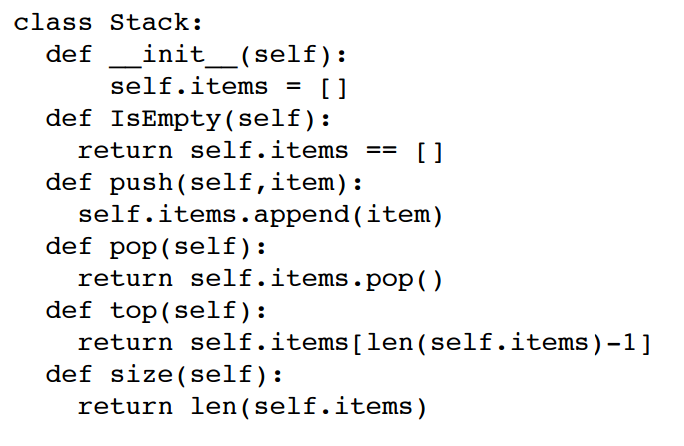 class Stack:
  def __init__(self):
      self.items = []
  def IsEmpty(self):
    return self.items == []
  def push(self,item):
    self.items.append(item)
  def pop(self):
    return self.items.pop()
  def top(self):
    return self.items[len(self.items)-1]
  def size(self):
    return len(self.items)